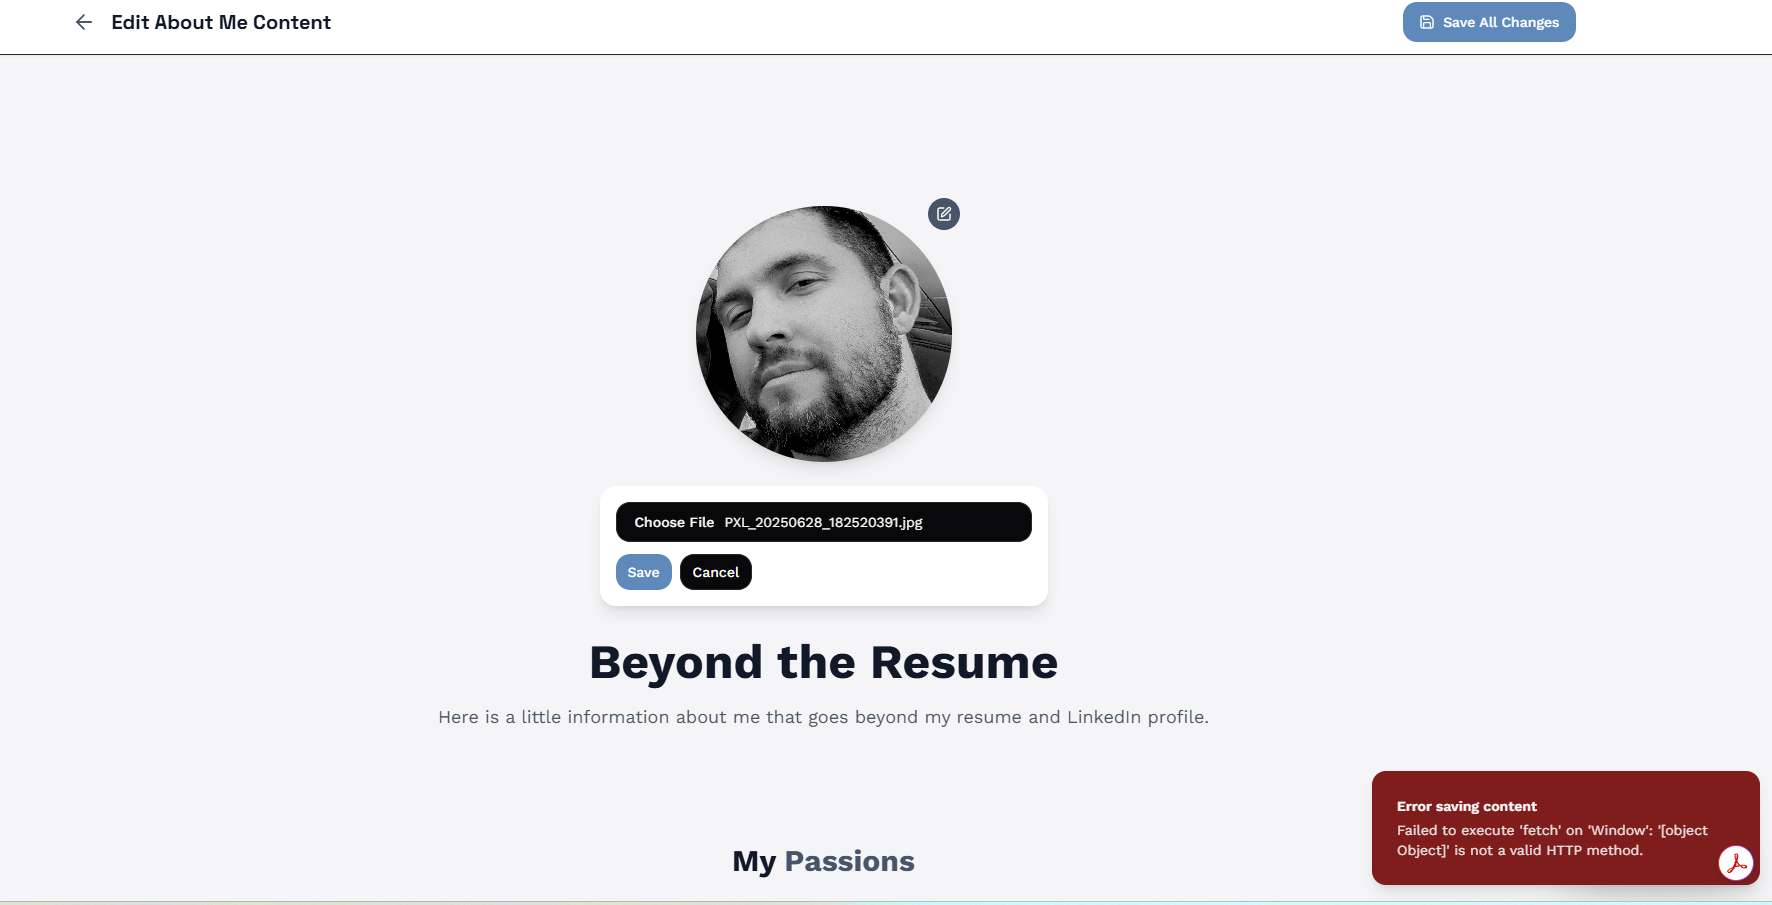 Edit About Me Content
Save All Changes
Choose File PXL_20250628_182520391.jpg
Save
Cancel
Beyond the Resume
Here is a little information about me that goes beyond my resume and LinkedIn profile.
My Passions
Error saving content
Failed to execute 'fetch' on 'Window': '[object
Object]' is not a valid HTTP method.